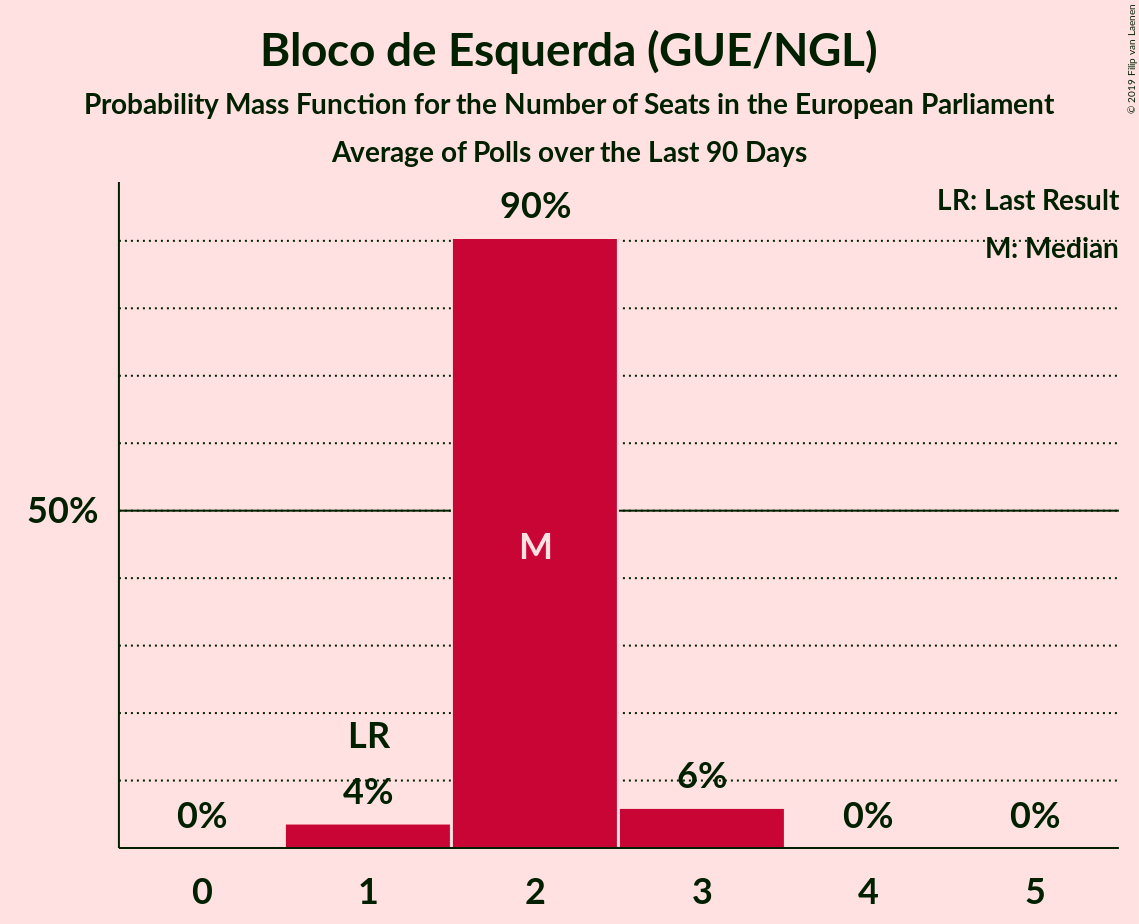 Bloco de Esquerda (GUE/NGL)
Probability Mass Function for the Number of Seats in the European Parliament
Average of Polls over the Last 90 Days
© 2019 Filip van Laenen
LR: Last Result
M: Median
90%
50%
M
LR
0%
4%
6%
0%
0%
0 1 2 3 4 5